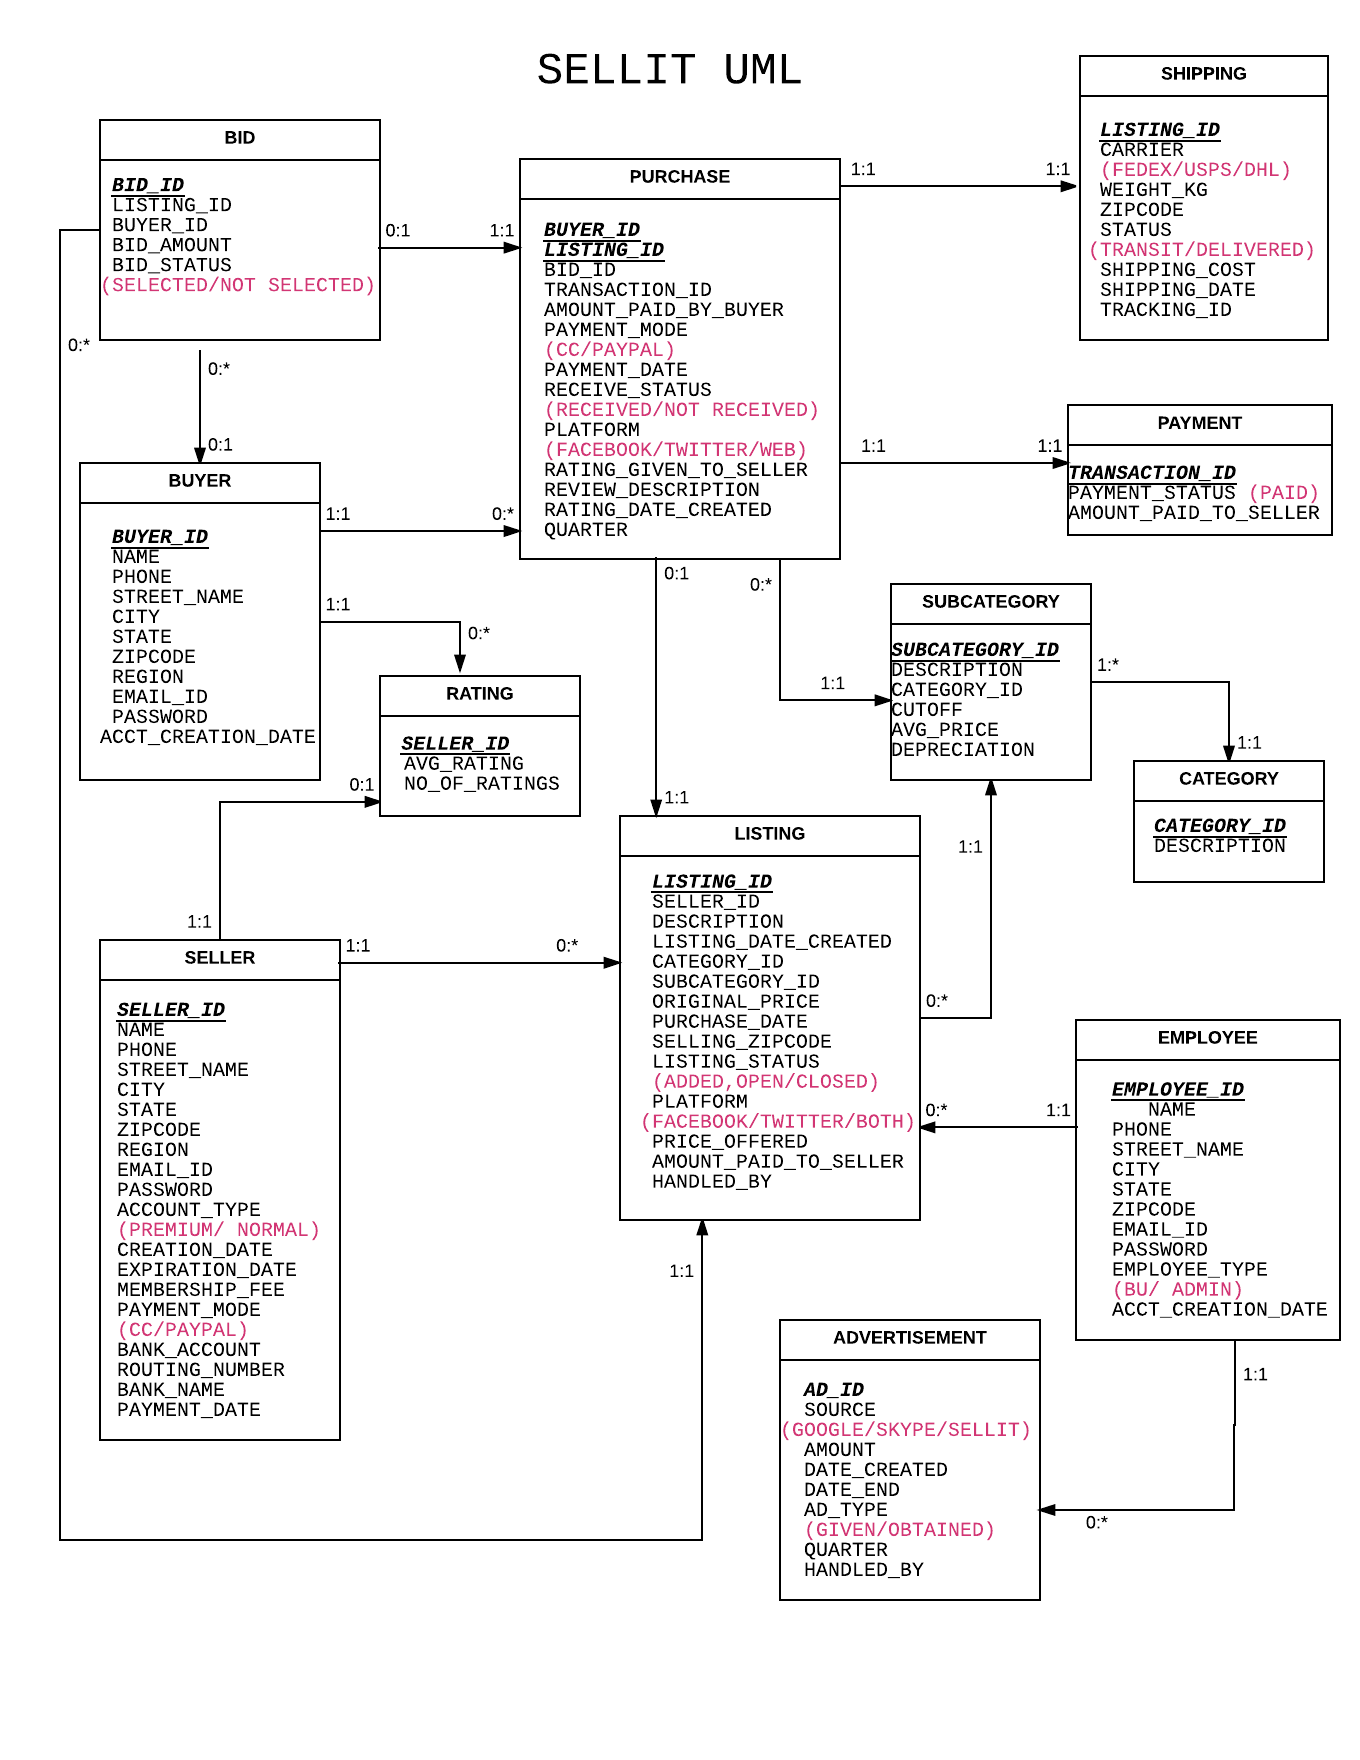 SELLIT UML
SHIPPING
LISTING_ID
CARRIER
(FEDEX/USPS/DHL)
WEIGHT_KG
ZIPCODE
STATUS
(TRANSIT/DELIVERED)
SHIPPING_COST
SHIPPING_DATE
TRACKING_ID
BID
BID_ID
LISTING_ID
BUYER_ID
BID_AMOUNT
BID_STATUS
(SELECTED/NOT SELECTED)
0:1
1:1
0:*
0:*
0:1
PURCHASE
BUYER_ID
LISTING_ID
BID_ID
TRANSACTION_ID
AMOUNT_PAID_BY_BUYER
PAYMENT_MODE
(CC/PAYPAL)
PAYMENT_DATE
RECEIVE_STATUS
(RECEIVED/NOT RECEIVED)
PLATFORM
(FACEBOOK/TWITTER/WEB)
RATING_GIVEN_TO_SELLER
REVIEW_DESCRIPTION
RATING_DATE_CREATED
QUARTER
1:1
1:1
1:1
1:1
PAYMENT
TRANSACTION_ID
PAYMENT_STATUS (PAID)
AMOUNT_PAID_TO_SELLER
BUYER
BUYER_ID
NAME
PHONE
STREET_NAME
CITY
STATE
ZIPCODE
REGION
EMAIL_ID
PASSWORD
ACCT_CREATION_DATE
1:1
0:*
1:1
0:*
0:1
0:*
1:1
1:1
RATING
SELLER_ID
AVG_RATING
NO_OF_RATINGS
0:1
1:1
SUBCATEGORY
SUBCATEGORY_ID
DESCRIPTION
CATEGORY_ID
CUTOFF
AVG_PRICE
DEPRECIATION
1:*
1:1
CATEGORY
CATEGORY_ID
DESCRIPTION
1:1
0:*
LISTING
LISTING_ID
SELLER_ID
DESCRIPTION
LISTING_DATE_CREATED
CATEGORY_ID
SUBCATEGORY_ID
ORIGINAL_PRICE
PURCHASE_DATE
SELLING_ZIPCODE
LISTING_STATUS
(ADDED,OPEN/CLOSED)
PLATFORM
(FACEBOOK/TWITTER/BOTH)
PRICE_OFFERED
AMOUNT_PAID_TO_SELLER
HANDLED_BY
SELLER
SELLER_ID
NAME
PHONE
STREET_NAME
CITY
STATE
ZIPCODE
REGION
EMAIL_ID
PASSWORD
ACCOUNT_TYPE
(PREMIUM/ NORMAL)
CREATION_DATE
EXPIRATION_DATE
MEMBERSHIP_FEE
PAYMENT_MODE
(CC/PAYPAL)
BANK_ACCOUNT
ROUTING_NUMBER
BANK_NAME
PAYMENT_DATE
1:1
0:*
0:*
1:1
1:1
EMPLOYEE
EMPLOYEE_ID
NAME
PHONE
STREET_NAME
CITY
STATE
ZIPCODE
EMAIL_ID
PASSWORD
EMPLOYEE_TYPE
(BU/ ADMIN)
ACCT_CREATION_DATE
1:1
0:*
ADVERTISEMENT
AD_ID
SOURCE
(GOOGLE/SKYPE/SELLIT)
AMOUNT
DATE_CREATED
DATE_END
AD_TYPE
(GIVEN/OBTAINED)
QUARTER
HANDLED_BY